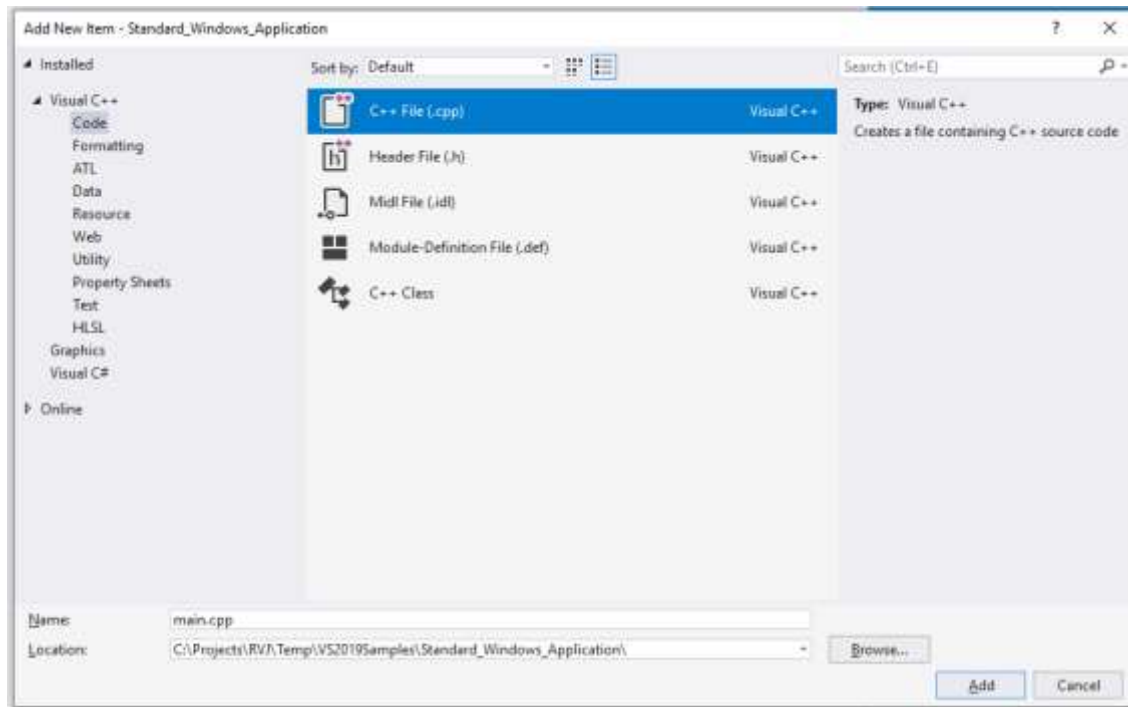 Add New Item - Standard_Windows_Application
? X
Installed
Sort by: Default
Search (Ctrl+E)
Visual C++
Code
Formatting
ATL
Data
Resource
Web
Utility
Property Sheets
Test
HLSL
Graphics
Visual C#
Online
C++ File (.cpp) Visual C++
Header File (.h) Visual C++
Midl File (.idl) Visual C++
Module-Definition File (.def) Visual C++
C++ Class Visual C++
Type: Visual C++
Creates a file containing C++ source code
Name: main.cpp
Location: C:\Projects\RVJ\Temp\VS2019Samples\Standard_Windows_Application\
Browse...
Add Cancel